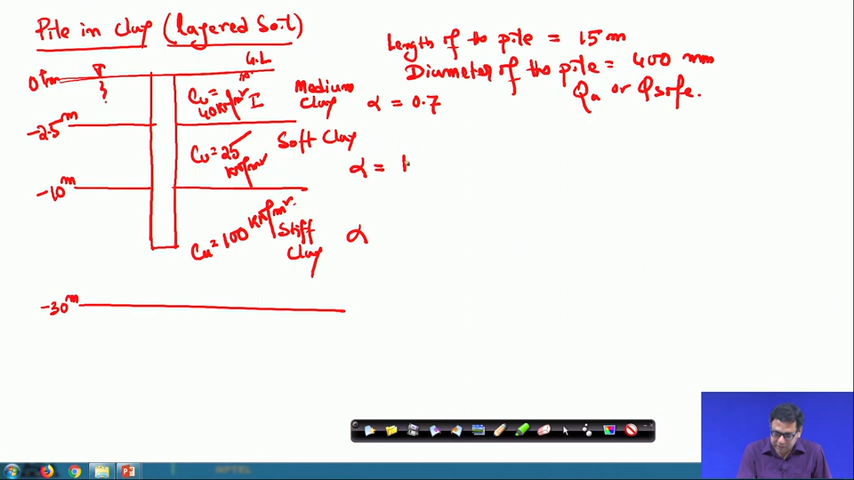 Pile in Clay (layered Soil)
Length of the pile = 15 m
Diameter of the pile = 400 mm
Qa or Qsafe.
0 m
G.L
Cu = 40 kN/m² I
Medium Clay
α = 0.7
-2.5 m
Cu = 25 kN/m²
Soft Clay
α = 1
-10 m
Cu = 100 kN/m²
Stiff Clay
α
-30 m
NPTEL